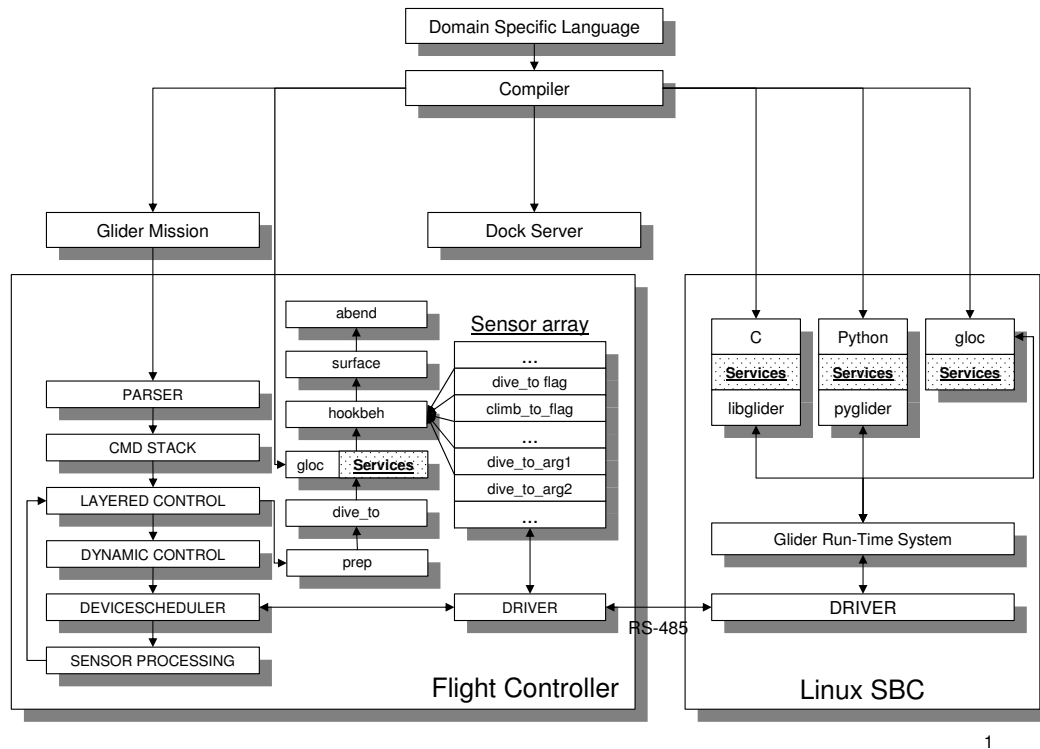 Domain Specific Language
Compiler
Glider Mission
Dock Server
abend
surface
hookbeh
gloc Services
dive_to
prep
Sensor array
...
dive_to flag
climb_to_flag
...
dive_to_arg1
dive_to_arg2
...
PARSER
CMD STACK
LAYERED CONTROL
DYNAMIC CONTROL
DEVICESCHEDULER
SENSOR PROCESSING
DRIVER
RS-485
Flight Controller
C
Services
libglider
Python
Services
pyglider
gloc
Services
Glider Run-Time System
DRIVER
Linux SBC
1